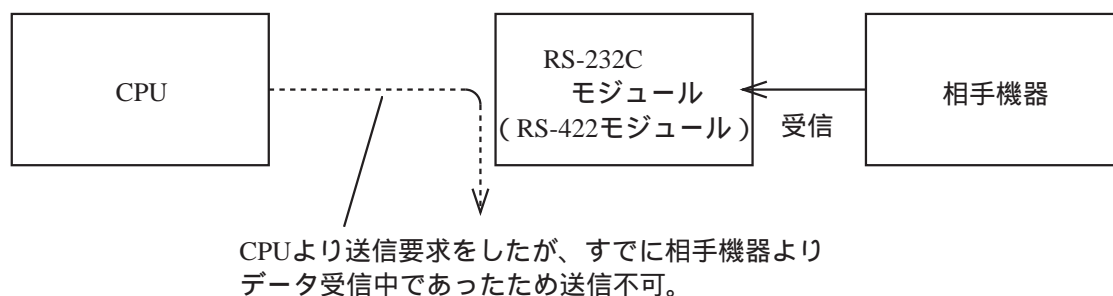 CPU
RS-232C
モジュール
(RS-422モジュール)
受信
相手機器
CPUより送信要求をしたが、すでに相手機器より
データ受信中であったため送信不可。